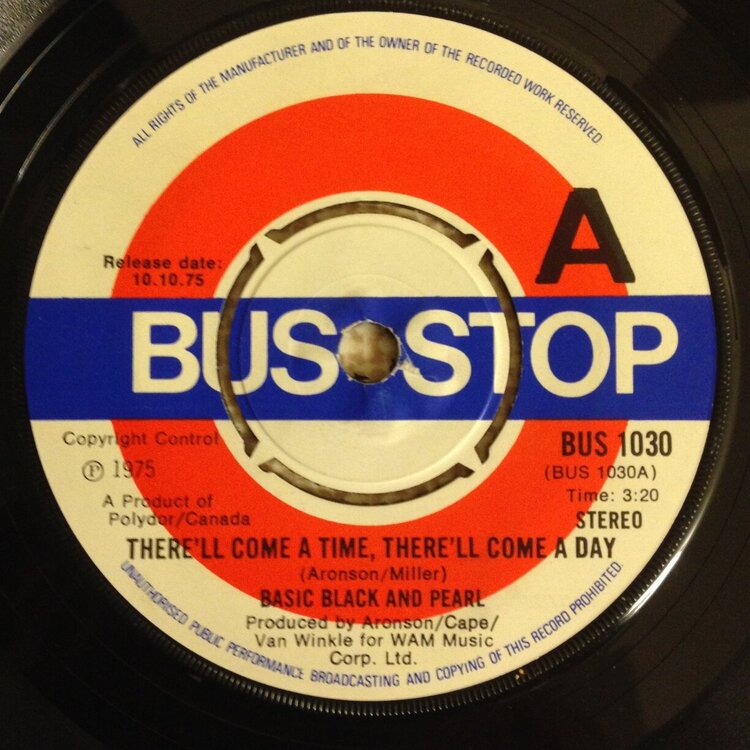 ALL RIGHTS OF THE MANUFACTURER AND OF THE OWNER OF THE RECORDED WORK RESERVED
A
Release date:
10.10.75
BUS STOP
Copyright Control
Ⓟ 1975
A Product of
Polydor/Canada
BUS 1030
(BUS 1030A)
Time: 3:20
STEREO
THERE'LL COME A TIME, THERE'LL COME A DAY
(Aronson/Miller)
BASIC BLACK AND PEARL
Produced by Aronson/Cape/
Van Winkle for WAM Music
Corp. Ltd.
UNAUTHORISED PUBLIC PERFORMANCE BROADCASTING AND COPYING OF THIS RECORD PROHIBITED